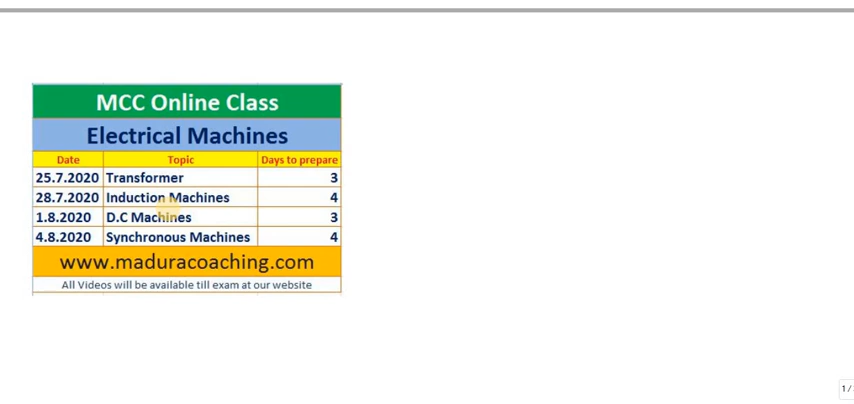 MCC Online Class
Electrical Machines
Date Topic Days to prepare
25.7.2020 Transformer 3
28.7.2020 Induction Machines 4
1.8.2020 D.C Machines 3
4.8.2020 Synchronous Machines 4
www.maduracoaching.com
All Videos will be available till exam at our website
1 /